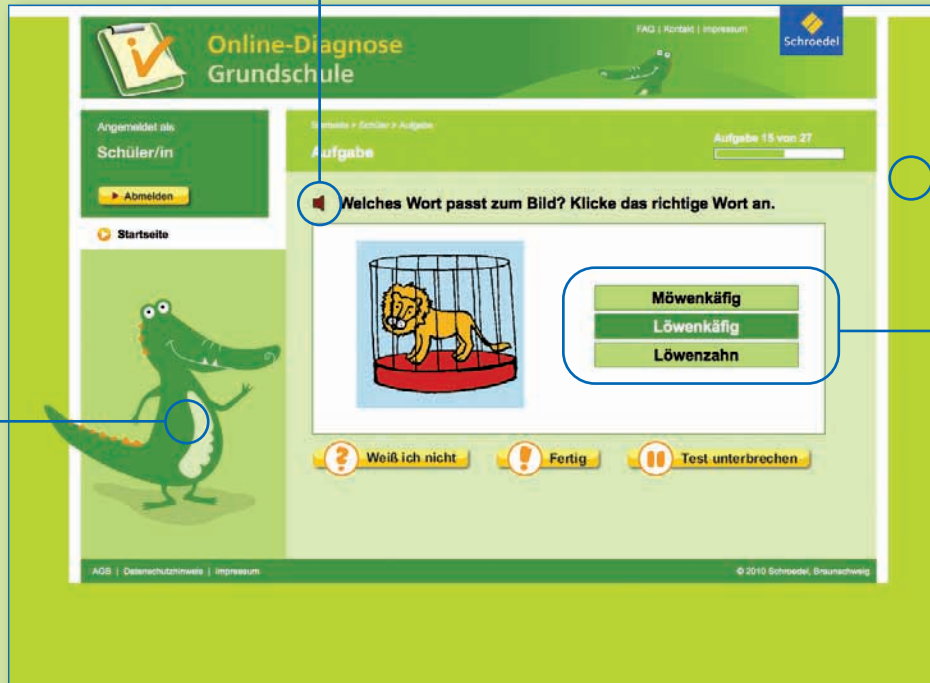 Online-Diagnose
Grundschule
FAQ | Kontakt | Impressum
Schroedel
Angemeldet als
Schüler/in
Abmelden
Startseite
Startseite > Schüler > Aufgabe
Aufgabe
Aufgabe 15 von 27
Welches Wort passt zum Bild? Klicke das richtige Wort an.
Möwenkäfig
Löwenkäfig
Löwenzahn
Weiß ich nicht
Fertig
Test unterbrechen
AGB | Datenschutzhinweis | Impressum
© 2010 Schroedel, Braunschweig